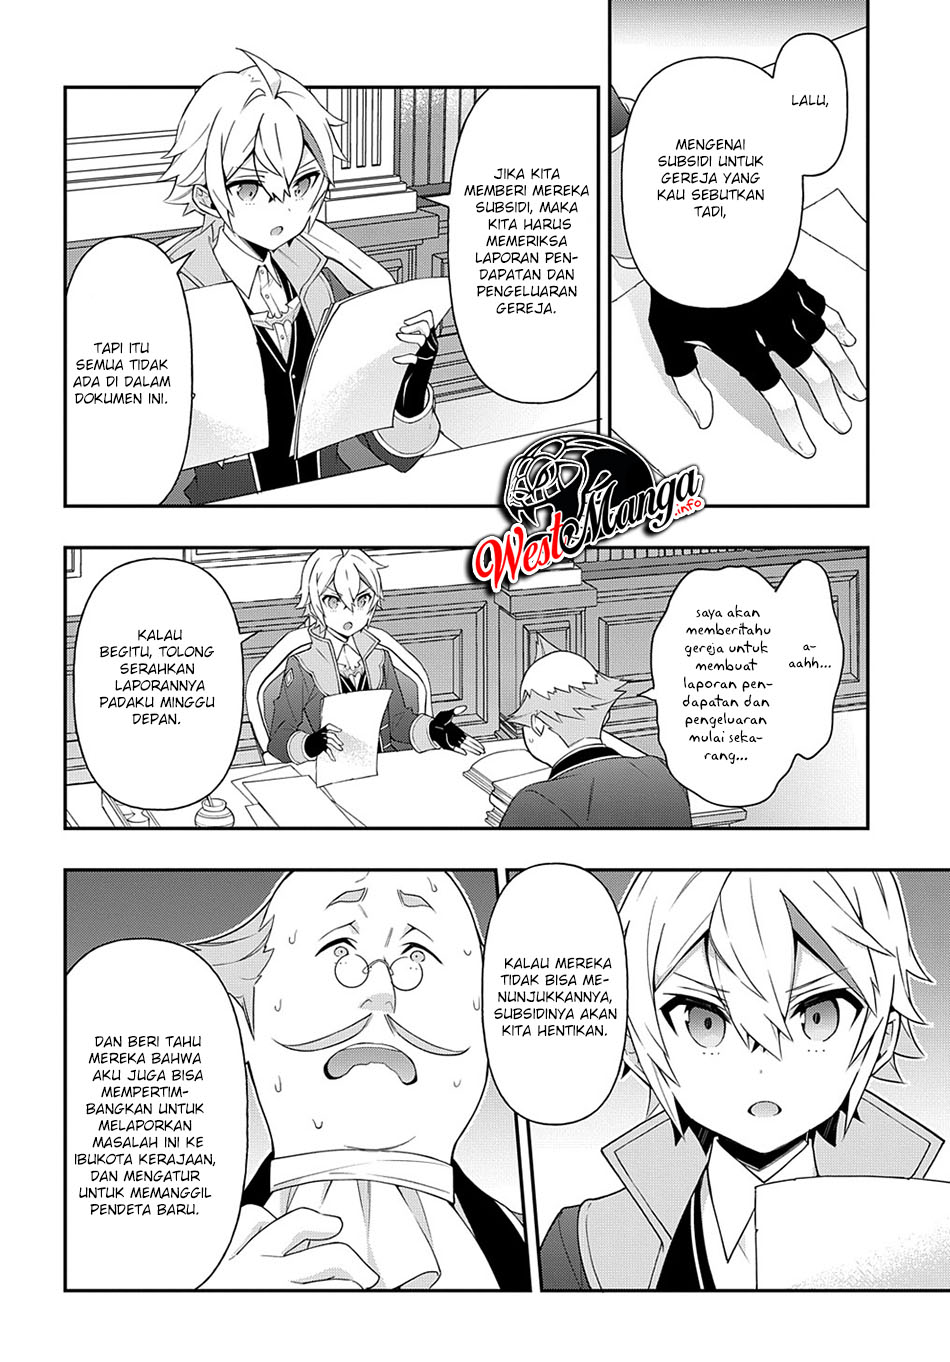 LALU,
MENGENAI
SUBSIDI UNTUK
GEREJA YANG
KAU SEBUTKAN
TADI,
JIKA KITA
MEMBERI MEREKA
SUBSIDI, MAKA
KITA HARUS
MEMERIKSA
LAPORAN PEN-
DAPATAN DAN
PENGELUARAN
GEREJA.
TAPI ITU
SEMUA TIDAK
ADA DI DALAM
DOKUMEN INI.
WestManga
.info
a-
aahh...
saya akan
memberitahu
gereja untuk
membuat
laporan pen-
dapatan dan
pengeluaran
mulai seka-
rang...
KALAU
BEGITU, TOLONG
SERAHKAN
LAPORANNYA
PADAKU MINGGU
DEPAN.
KALAU MEREKA
TIDAK BISA ME-
NUNJUKKANNYA,
SUBSIDINYA AKAN
KITA HENTIKAN.
DAN BERI TAHU
MEREKA BAHWA
AKU JUGA BISA
MEMPERTIM-
BANGKAN UNTUK
MELAPORKAN
MASALAH INI KE
IBUKOTA KERAJAAN,
DAN MENGATUR
UNTUK MEMANGGIL
PENDETA BARU.